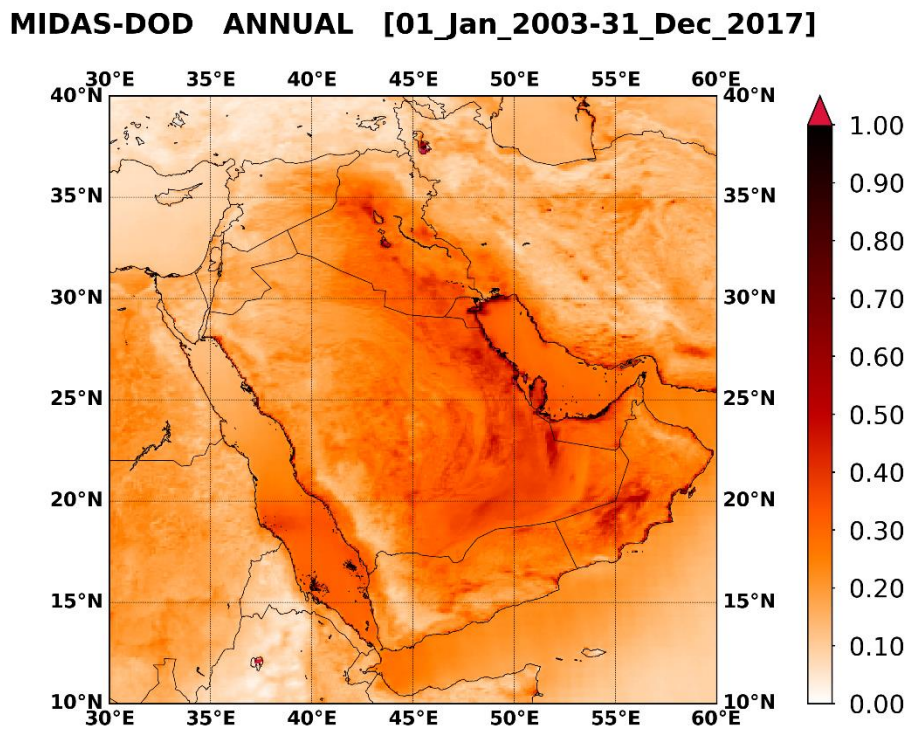 MIDAS-DOD ANNUAL [01_Jan_2003-31_Dec_2017]
30°E 35°E 40°E 45°E 50°E 55°E 60°E
40°N 40°N
1.00
0.90
35°N 35°N
0.80
0.70
30°N 30°N
0.60
25°N 25°N
0.50
0.40
20°N 20°N
0.30
0.20
15°N 15°N
0.10
10°N 10°N
0.00
30°E 35°E 40°E 45°E 50°E 55°E 60°E